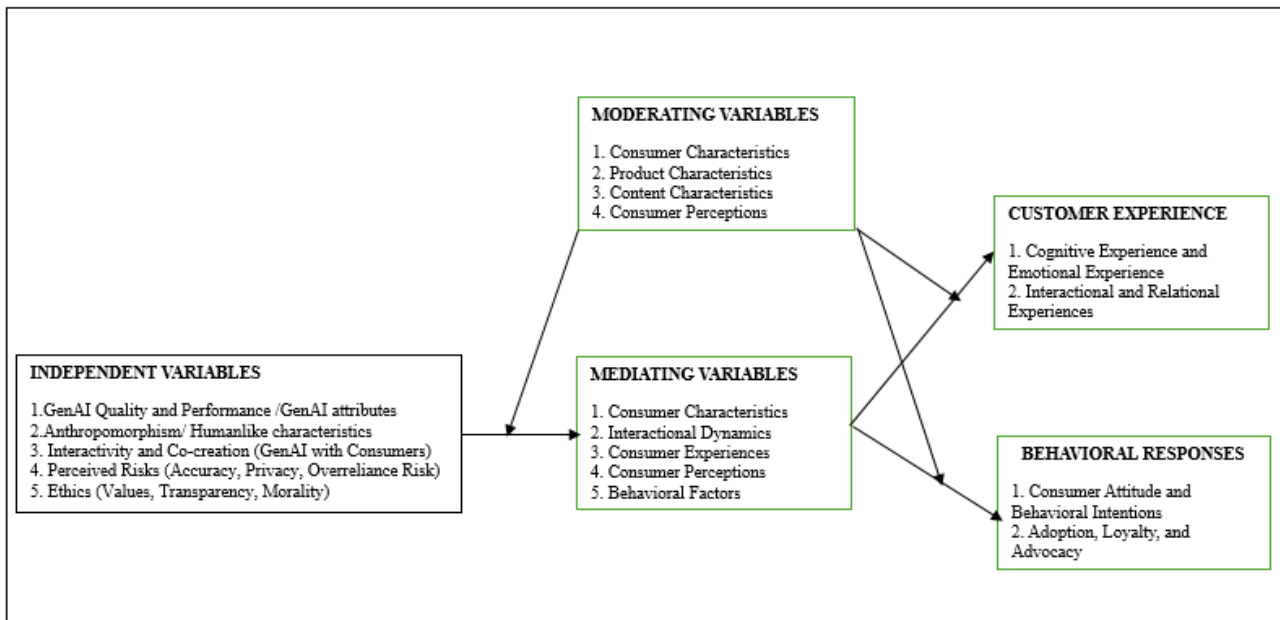 MODERATING VARIABLES
1. Consumer Characteristics
2. Product Characteristics
3. Content Characteristics
4. Consumer Perceptions
CUSTOMER EXPERIENCE
1. Cognitive Experience and
Emotional Experience
2. Interactional and Relational
Experiences
INDEPENDENT VARIABLES
1.GenAI Quality and Performance /GenAI attributes
2.Anthropomorphism/ Humanlike characteristics
3. Interactivity and Co-creation (GenAI with Consumers)
4. Perceived Risks (Accuracy, Privacy, Overreliance Risk)
5. Ethics (Values, Transparency, Morality)
MEDIATING VARIABLES
1. Consumer Characteristics
2. Interactional Dynamics
3. Consumer Experiences
4. Consumer Perceptions
5. Behavioral Factors
BEHAVIORAL RESPONSES
1. Consumer Attitude and
Behavioral Intentions
2. Adoption, Loyalty, and
Advocacy